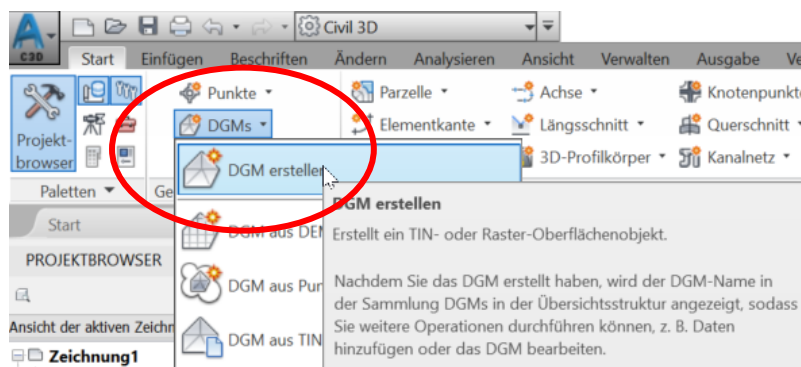 Civil 3D
C3D
Start Einfügen Beschriften Ändern Analysieren Ansicht Verwalten Ausgabe
Punkte Parzelle Achse Knotenpunkte
DGMs Elementkante Längsschnitt Querschnitt
Projekt-
browser
DGM erstellen 3D-Profilkörper Kanalnetz
Paletten
DGM erstellen
Start
DGM aus
Erstellt ein TIN- oder Raster-Oberflächenobjekt.
PROJEKTBROWSER
DGM aus
Nachdem Sie das DGM erstellt haben, wird der DGM-Name in
der Sammlung DGMs in der Übersichtsstruktur angezeigt, sodass
Ansicht der aktiven
Sie weitere Operationen durchführen können, z. B. Daten
DGM aus TIN
hinzufügen oder das DGM bearbeiten.
Zeichnung1